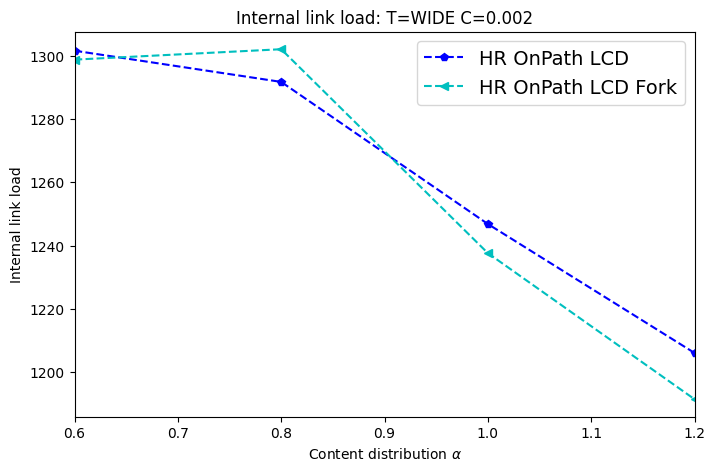 Internal link load: T=WIDE C=0.002
HR OnPath LCD
HR OnPath LCD Fork
Internal link load
1300
1280
1260
1240
1220
1200
0.6 0.7 0.8 0.9 1.0 1.1 1.2
Content distribution α